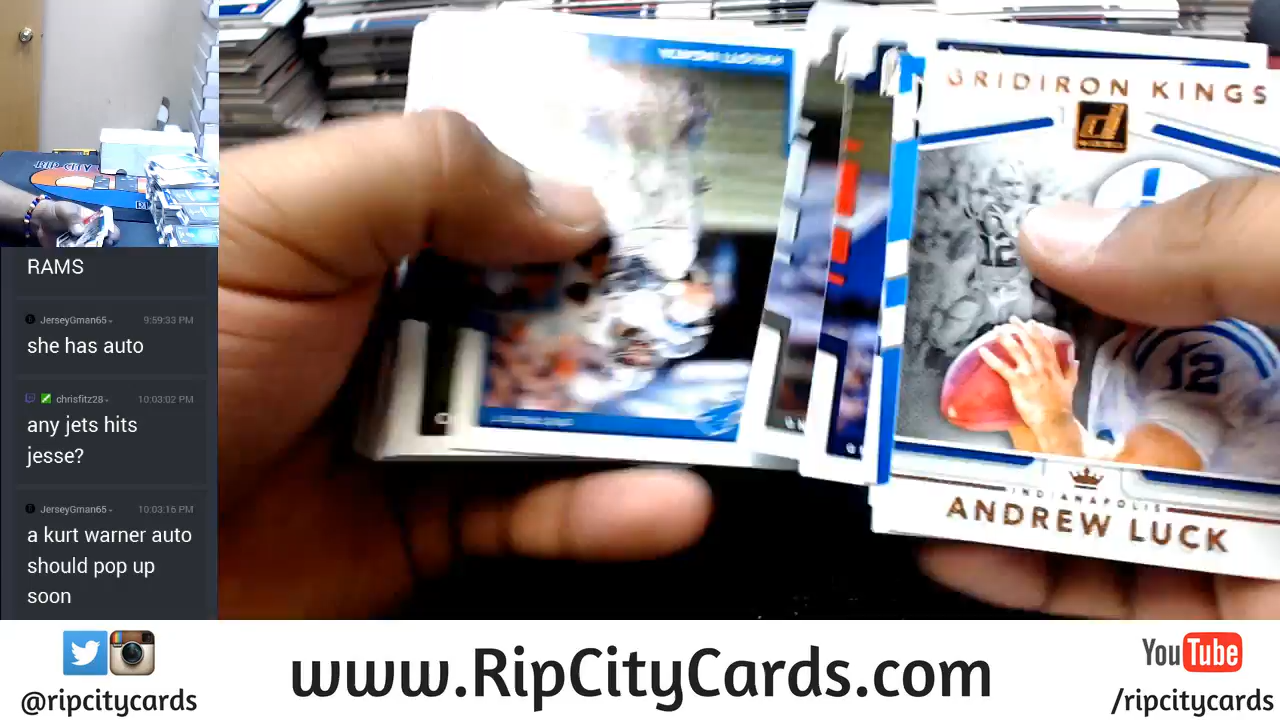 RIP CITY
RAMS
JerseyGman65
9:59:33 PM
she has auto
chrisfitz28
10:03:02 PM
any jets hits
jesse?
JerseyGman65
10:03:16 PM
a kurt warner auto
should pop up
soon
GRIDIRON KINGS
d
12
12
INDIANAPOLIS
ANDREW LUCK
@ripcitycards
www.RipCityCards.com
YouTube
/ripcitycards